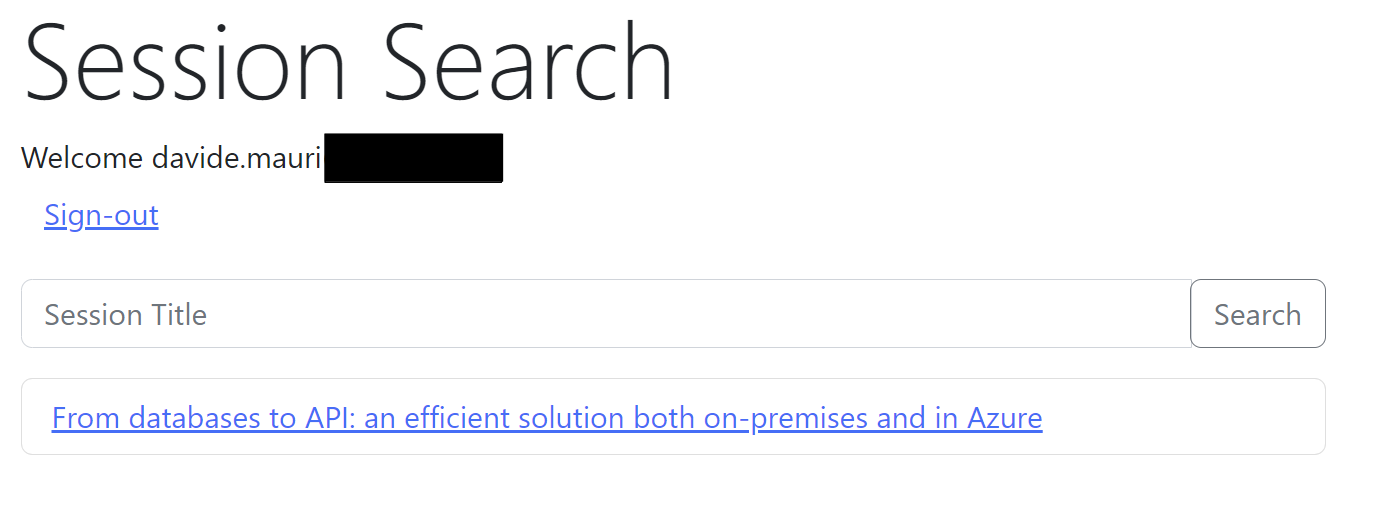 Session Search
Welcome davide.mauri
Sign-out
Session Title
Search
From databases to API: an efficient solution both on-premises and in Azure